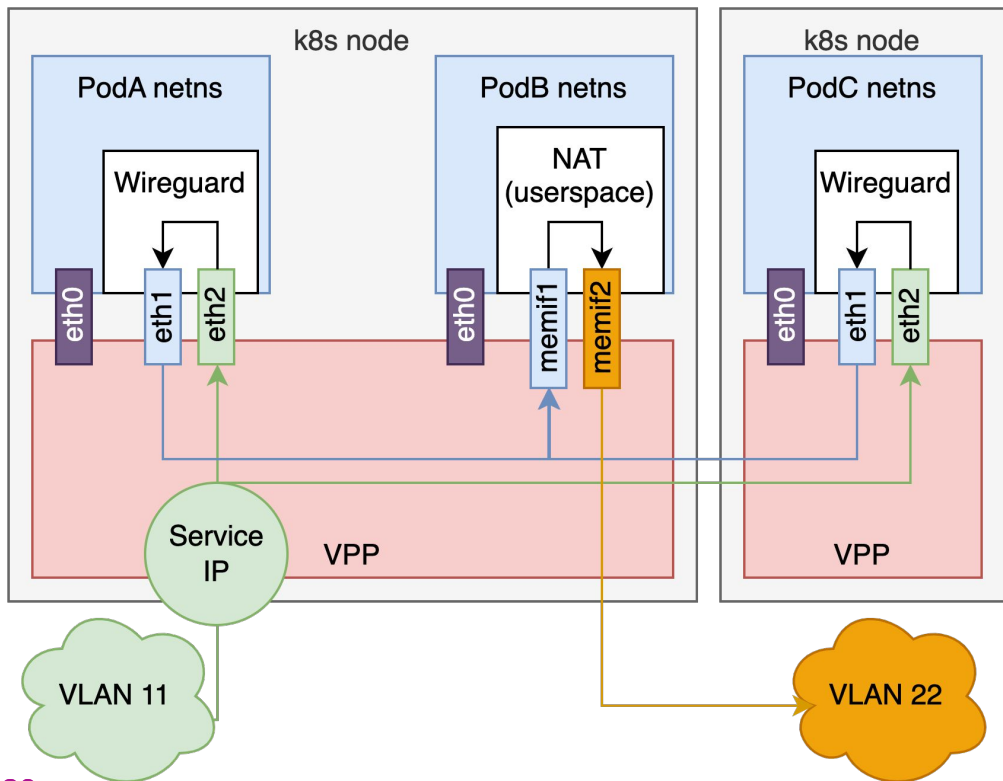 k8s node
k8s node
PodA netns
PodB netns
PodC netns
Wireguard
NAT
(userspace)
Wireguard
eth0
eth1
eth2
eth0
memif1
memif2
eth0
eth1
eth2
Service
IP
VPP
VPP
VLAN 11
VLAN 22